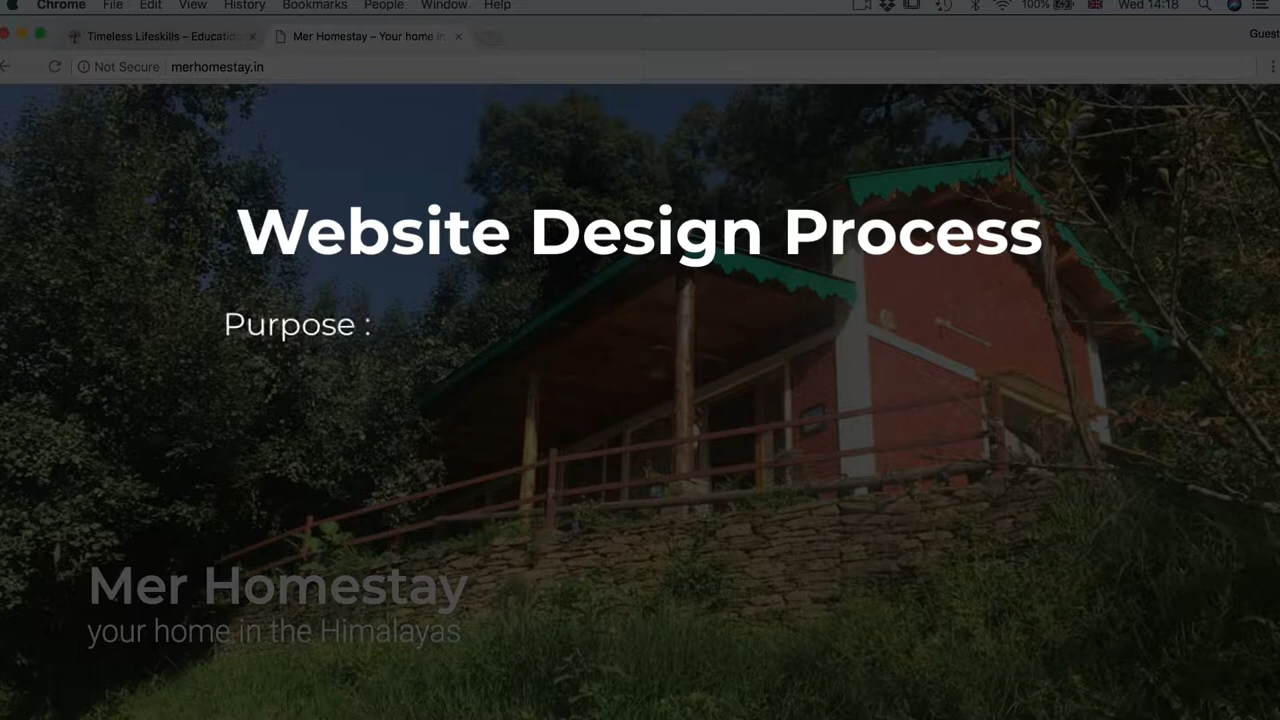 Chrome File Edit View History Bookmarks People Window Help 100% Wed 14:18
Timeless Lifeskills – Educatio Mer Homestay – Your home in Guest
Not Secure merhomestay.in
Website Design Process
Purpose :
Mer Homestay
your home in the Himalayas